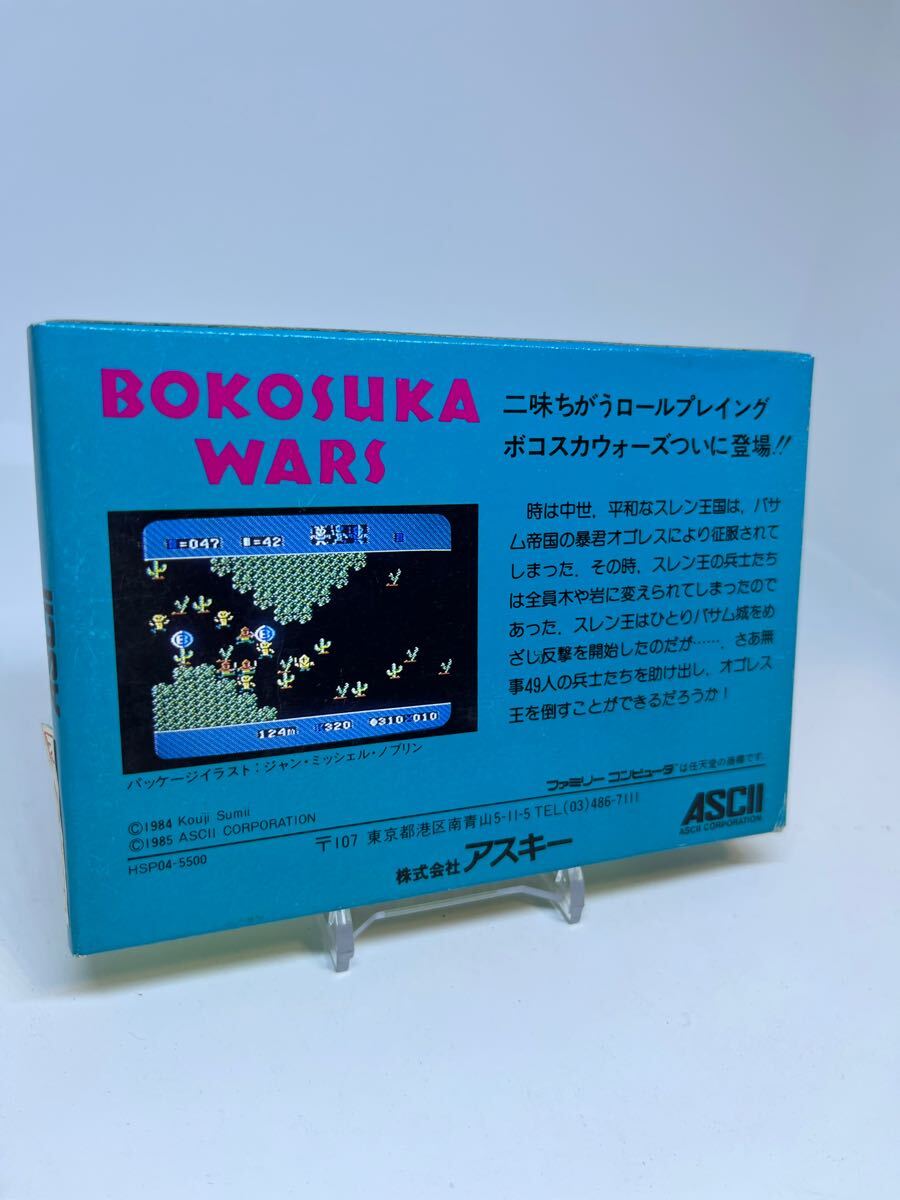 BOKOSUKA
WARS
二味ちがうロールプレイング
ボコスカウォーズついに登場!!
時は中世，平和なスレン王国は，バサ
ム帝国の暴君オゴレスにより征服されて
しまった．その時，スレン王の兵士たち
は全員木や岩に変えられてしまったので
あった．スレン王はひとりバサム城をめ
ざし反撃を開始したのだが……．さあ無
事49人の兵士たちを助け出し，オゴレス
王を倒すことができるだろうか！
=047 =42
124m 320 310 010
パッケージイラスト：ジャン・ミッシェル・ノブリン
ファミリー コンピュータ™は任天堂の商標です．
©1984 Kouji Sumii
©1985 ASCII CORPORATION
HSP04-5500
〒107 東京都港区南青山5-11-5 TEL(03)486-7111
株式会社アスキー
ASCII
ASCII CORPORATION